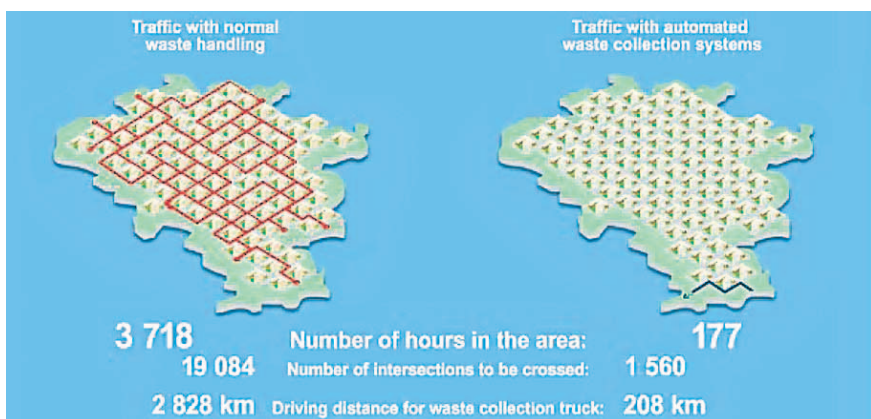 Traffic with normal
waste handling
Traffic with automated
waste collection systems
3 718 Number of hours in the area: 177
19 084 Number of intersections to be crossed: 1 560
2 828 km Driving distance for waste collection truck: 208 km